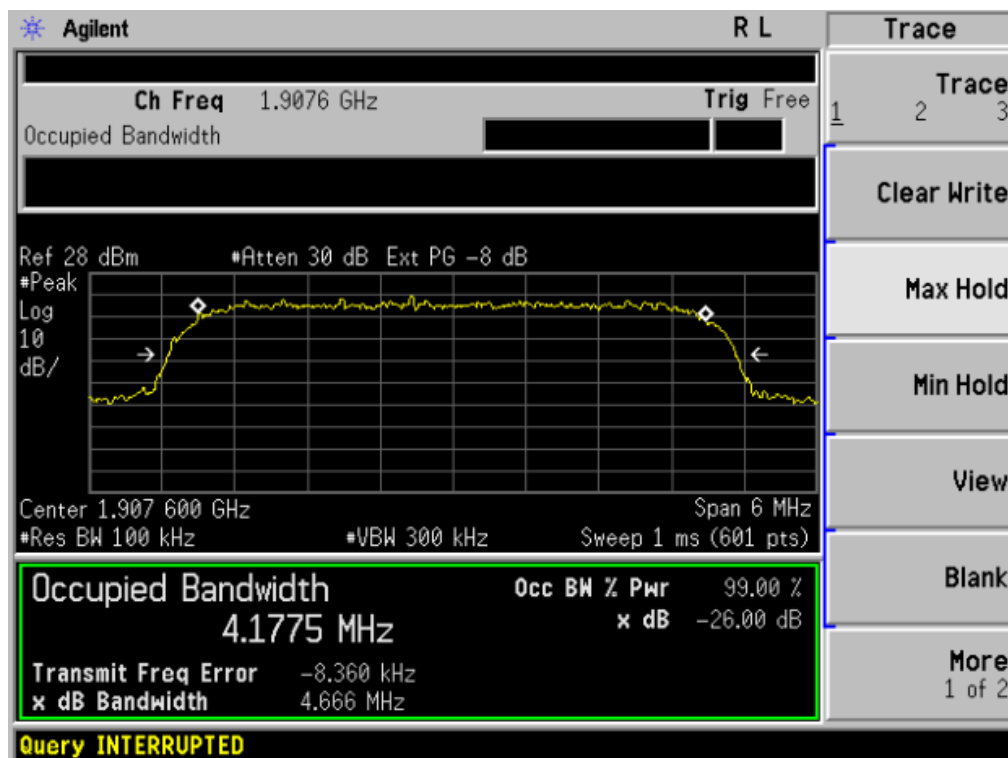 Agilent R L Trace
Ch Freq 1.9076 GHz Trig Free
Occupied Bandwidth
Trace
1 2 3
Clear Write
Ref 28 dBm #Atten 30 dB Ext PG -8 dB
#Peak
Log
10
dB/
Max Hold
Min Hold
View
Center 1.907 600 GHz Span 6 MHz
#Res BW 100 kHz #VBW 300 kHz Sweep 1 ms (601 pts)
Occupied Bandwidth Occ BW % Pwr 99.00 %
4.1775 MHz x dB -26.00 dB
Transmit Freq Error -8.360 kHz
x dB Bandwidth 4.666 MHz
Blank
More
1 of 2
Query INTERRUPTED